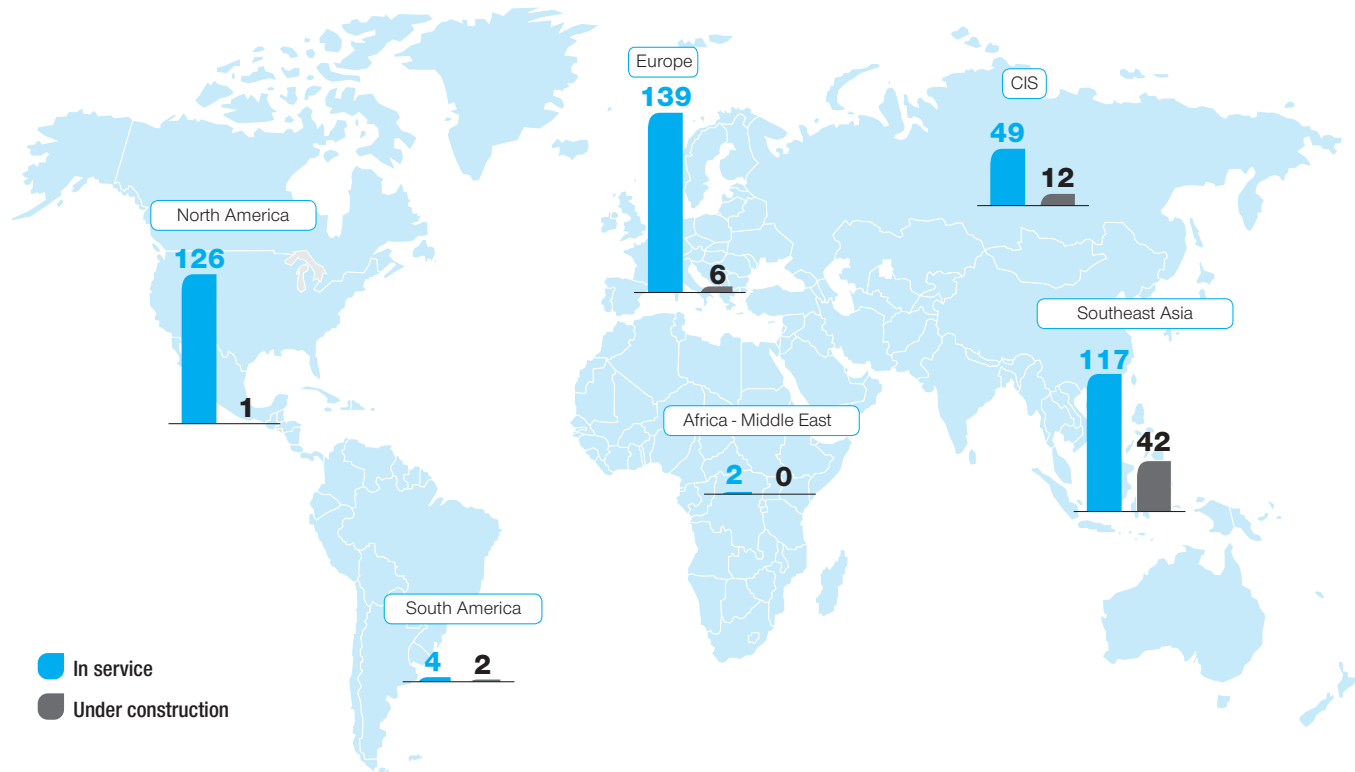 Europe
139
6
CIS
49
12
North America
126
1
Southeast Asia
117
42
Africa - Middle East
2
0
South America
4
2
In service
Under construction